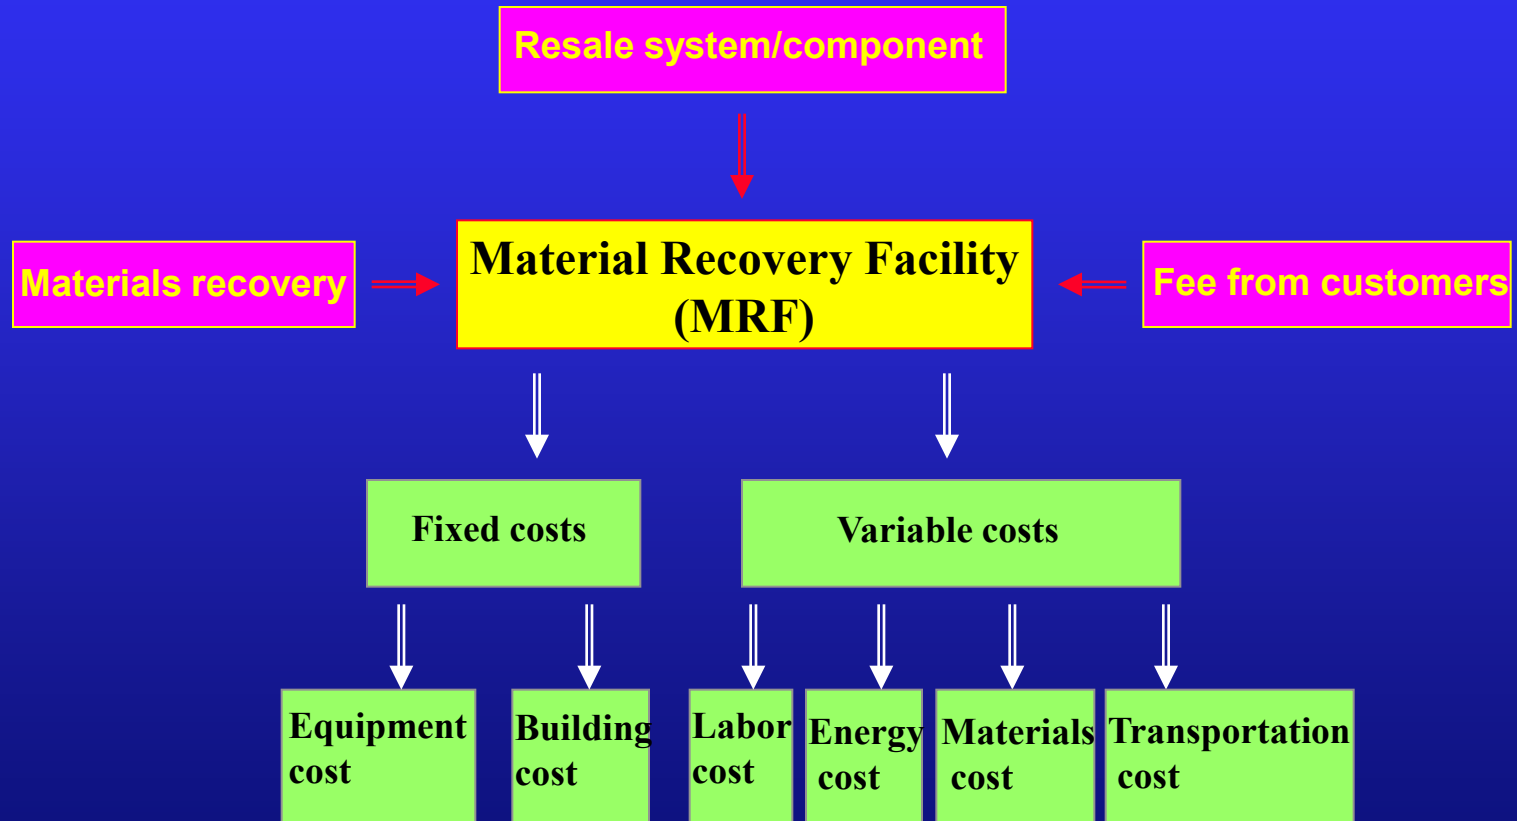 Resale system/component
Materials recovery
Material Recovery Facility
(MRF)
Fee from customers
Fixed costs
Variable costs
Equipment
cost
Building
cost
Labor
cost
Energy
cost
Materials
cost
Transportation
cost